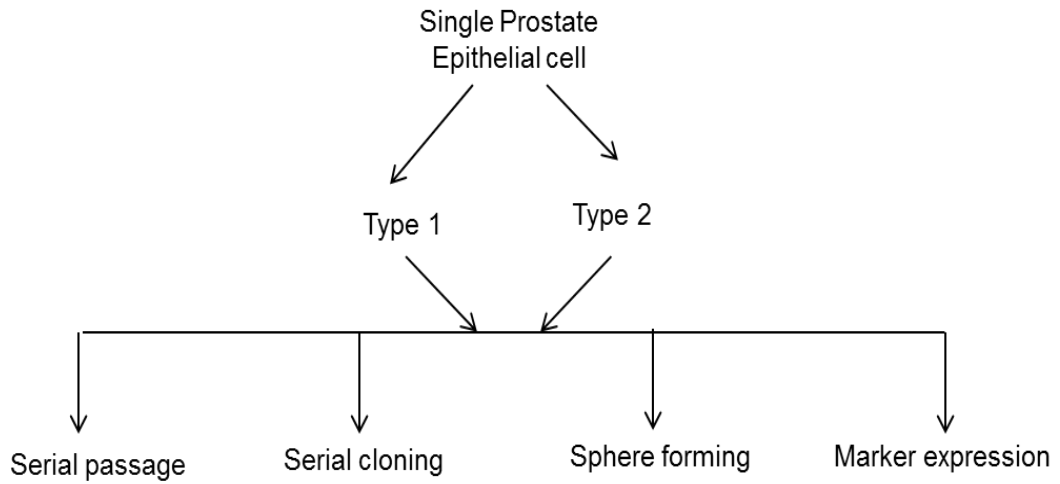 Single Prostate
Epithelial cell
Type 1
Type 2
Serial passage
Serial cloning
Sphere forming
Marker expression